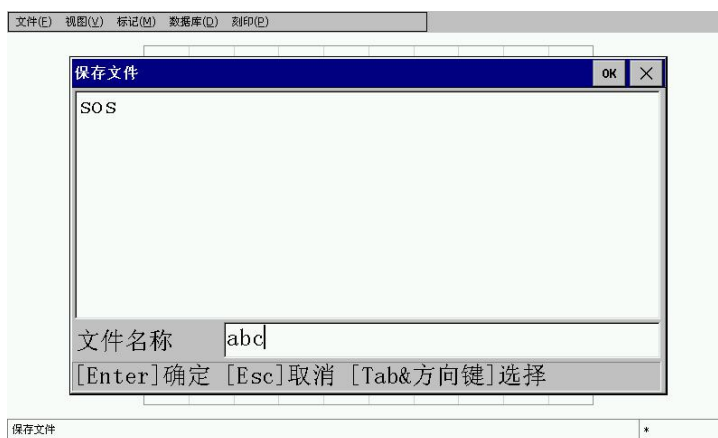 文件(F) 视图(V) 标记(M) 数据库(D) 刻印(P)
保存文件 OK
sos
文件名称 abc
[Enter]确定 [Esc]取消 [Tab&方向键]选择
保存文件 *